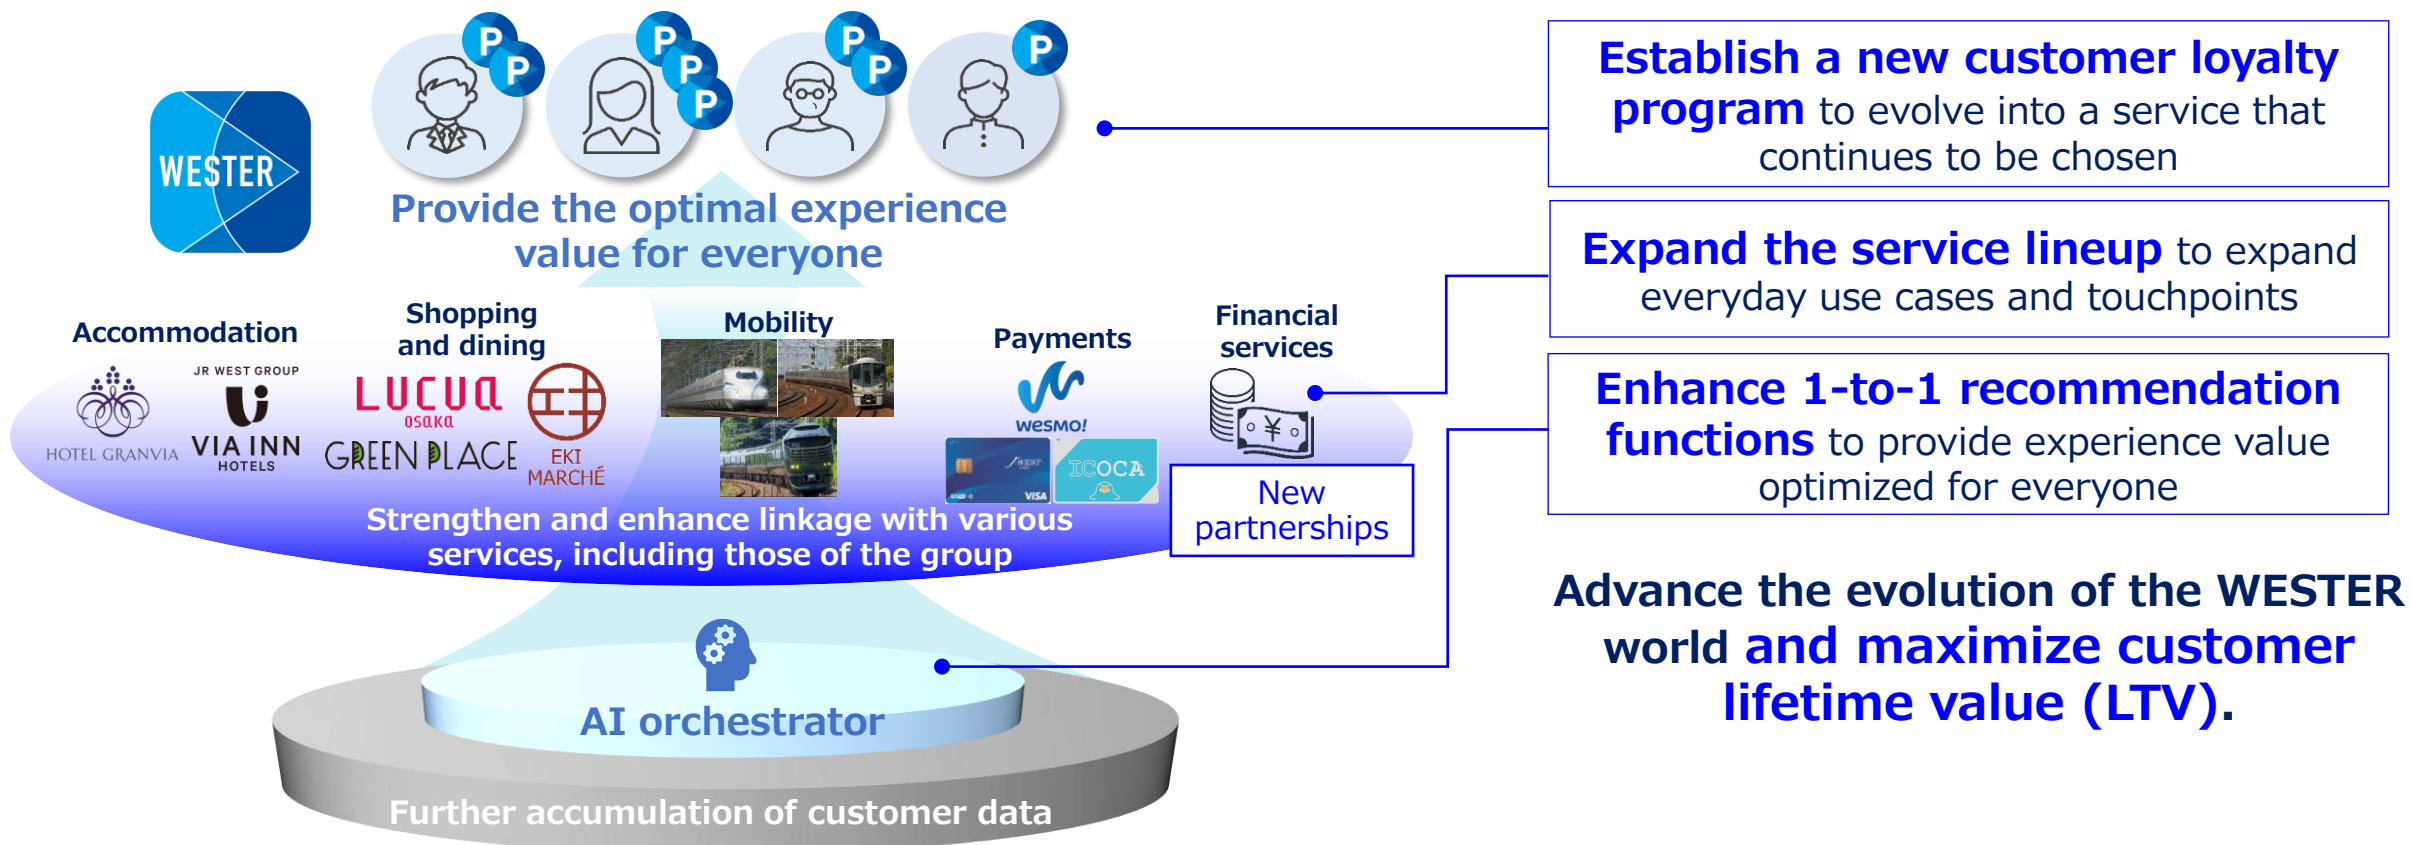 P
P
P
P
P
P
P
P
WESTER
Provide the optimal experience
value for everyone
Accommodation
HOTEL GRANVIA
JR WEST GROUP
VIA INN
HOTELS
Shopping
and dining
LUCUA
OSAKA
GREEN PLACE
EKI
MARCHÉ
Mobility
Payments
WESMO!
J-WEST
VISA
ICOCA
Financial
services
¥
New
partnerships
Strengthen and enhance linkage with various
services, including those of the group
AI orchestrator
Further accumulation of customer data
Establish a new customer loyalty
program to evolve into a service that
continues to be chosen
Expand the service lineup to expand
everyday use cases and touchpoints
Enhance 1-to-1 recommendation
functions to provide experience value
optimized for everyone
Advance the evolution of the WESTER
world and maximize customer
lifetime value (LTV).